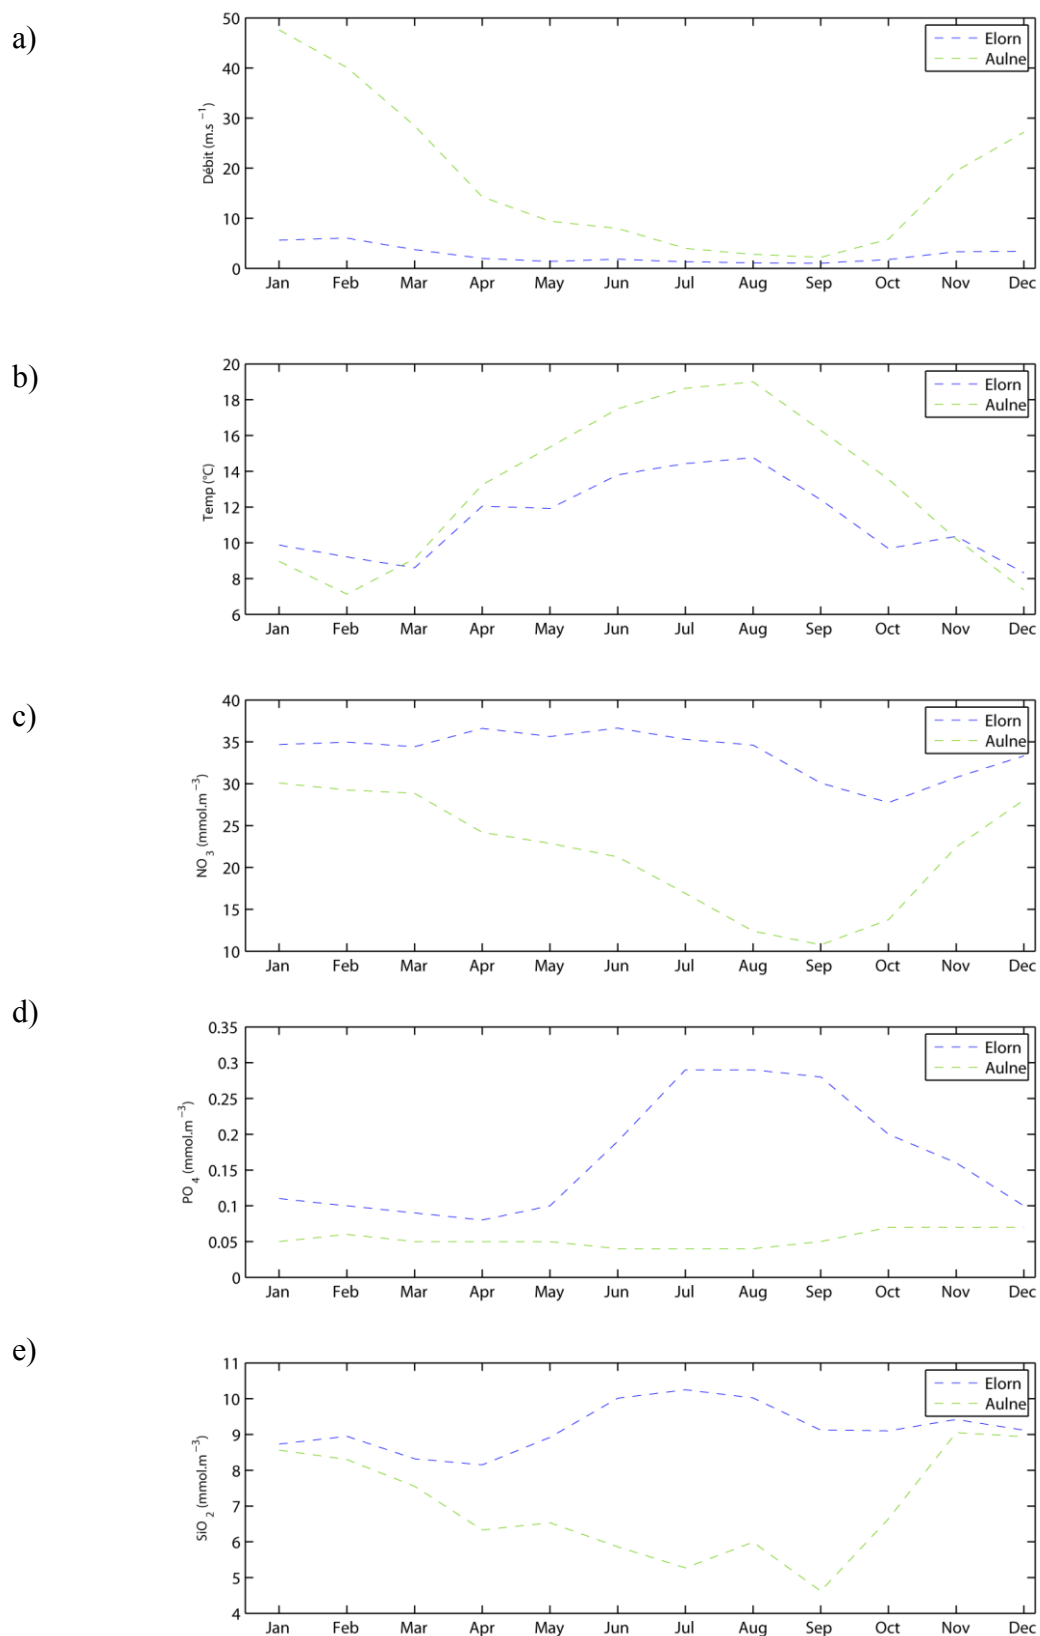 a)
50
40
30
20
10
0
Débit (m.s⁻¹)
Elorn
Aulne
Jan Feb Mar Apr May Jun Jul Aug Sep Oct Nov Dec
b)
20
18
16
14
12
10
8
6
Temp (°C)
Elorn
Aulne
Jan Feb Mar Apr May Jun Jul Aug Sep Oct Nov Dec
c)
40
35
30
25
20
15
10
NO₃ (mmol.m⁻³)
Elorn
Aulne
Jan Feb Mar Apr May Jun Jul Aug Sep Oct Nov Dec
d)
0.35
0.3
0.25
0.2
0.15
0.1
0.05
0
PO₄ (mmol.m⁻³)
Elorn
Aulne
Jan Feb Mar Apr May Jun Jul Aug Sep Oct Nov Dec
e)
11
10
9
8
7
6
5
4
SiO₂ (mmol.m⁻³)
Elorn
Aulne
Jan Feb Mar Apr May Jun Jul Aug Sep Oct Nov Dec